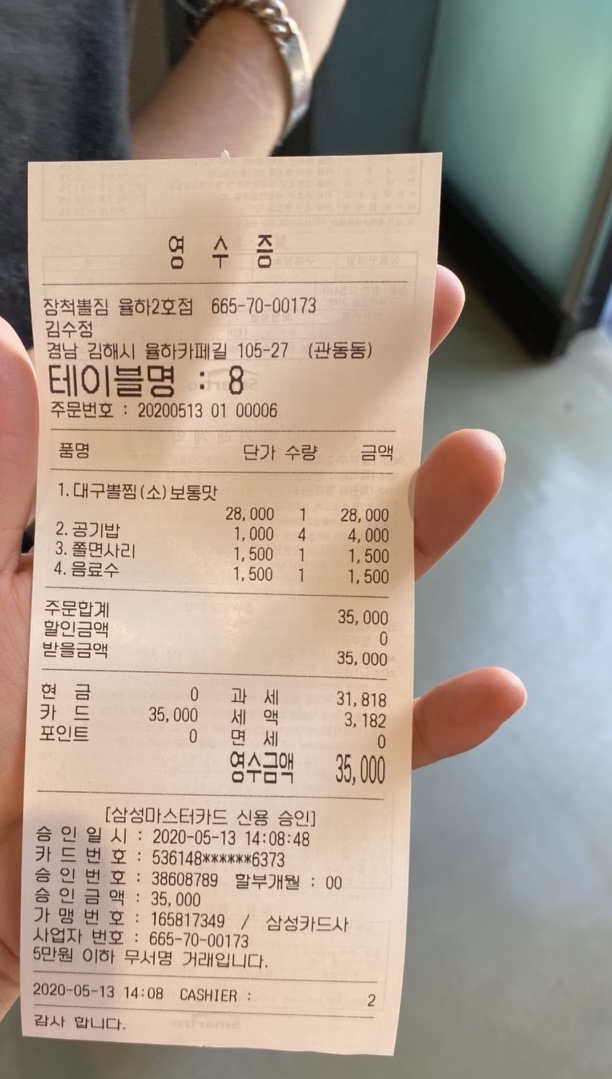 영 수 증
장척뽈짐 율하2호점 665-70-00173
김수정
경남 김해시 율하카페길 105-27 (관동동)
테이블명 : 8
주문번호 : 20200513 01 00006
품명 단가 수량 금액
1.대구뽈찜(소)보통맛
28,000 1 28,000
2.공기밥 1,000 4 4,000
3.쫄면사리 1,500 1 1,500
4.음료수 1,500 1 1,500
주문합계 35,000
할인금액 0
받을금액 35,000
현 금 0 과 세 31,818
카 드 35,000 세 액 3,182
포인트 0 면 세 0
영수금액 35,000
[삼성마스터카드 신용 승인]
승 인 일 시 : 2020-05-13 14:08:48
카 드 번 호 : 536148******6373
승 인 번 호 : 38608789 할부개월 : 00
승 인 금 액 : 35,000
가 맹 번 호 : 165817349 / 삼성카드사
사업자 번호 : 665-70-00173
5만원 이하 무서명 거래입니다.
2020-05-13 14:08 CASHIER : 2
감사 합니다.